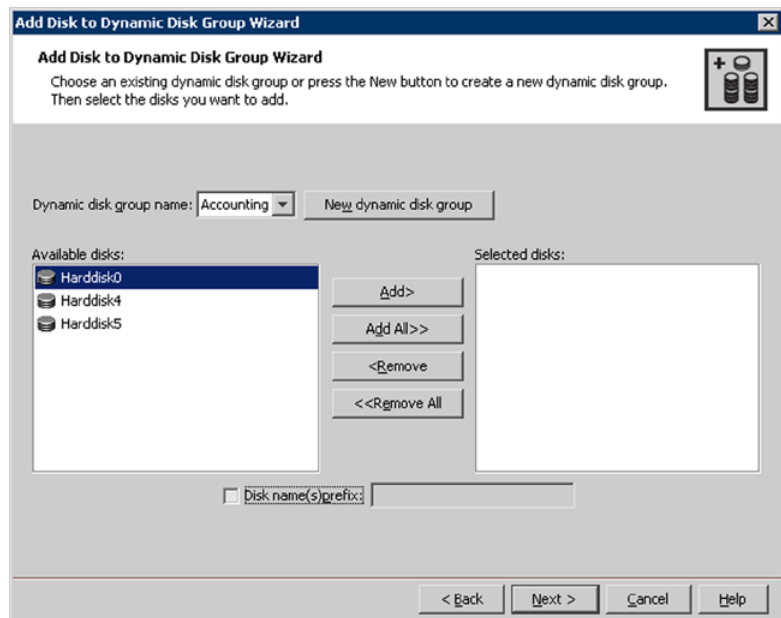 Add Disk to Dynamic Disk Group Wizard
Add Disk to Dynamic Disk Group Wizard
Choose an existing dynamic disk group or press the New button to create a new dynamic disk group.
Then select the disks you want to add.
Dynamic disk group name: Accounting New dynamic disk group
Available disks:
Harddisk0
Harddisk4
Harddisk5
Add>
Add All>>
<Remove
<<Remove All
Selected disks:
Disk name(s)prefix:
< Back Next > Cancel Help